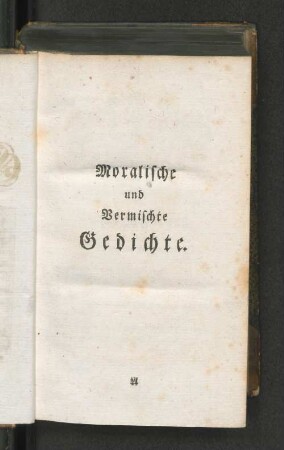 Moralische
und
Vermischte
Gedichte.
A